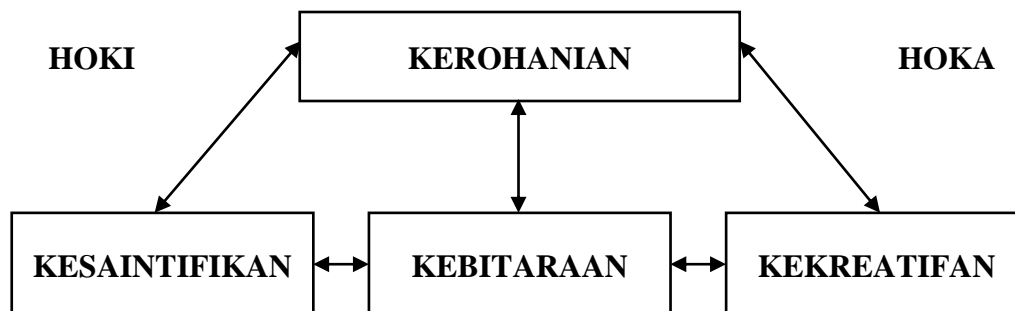 HOKI KEROHANIAN HOKA
KESAINTIFIKAN KEBITARAAN KEKREATIFAN